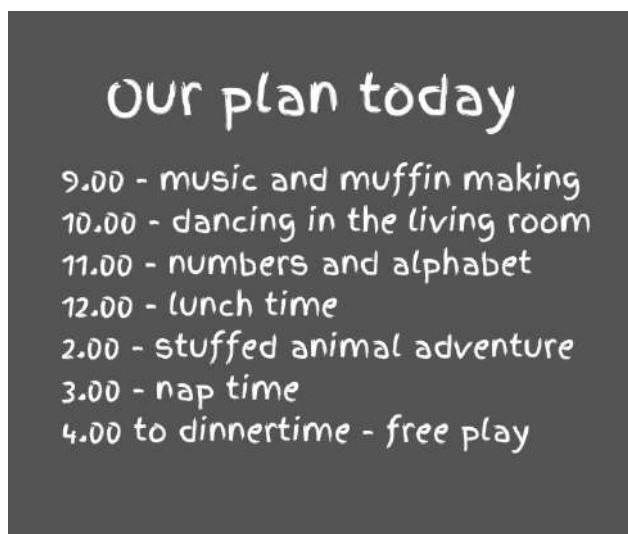 our plan today
9.00 - music and muffin making
10.00 - dancing in the living room
11.00 - numbers and alphabet
12.00 - lunch time
2.00 - stuffed animal adventure
3.00 - nap time
4.00 to dinnertime - free play